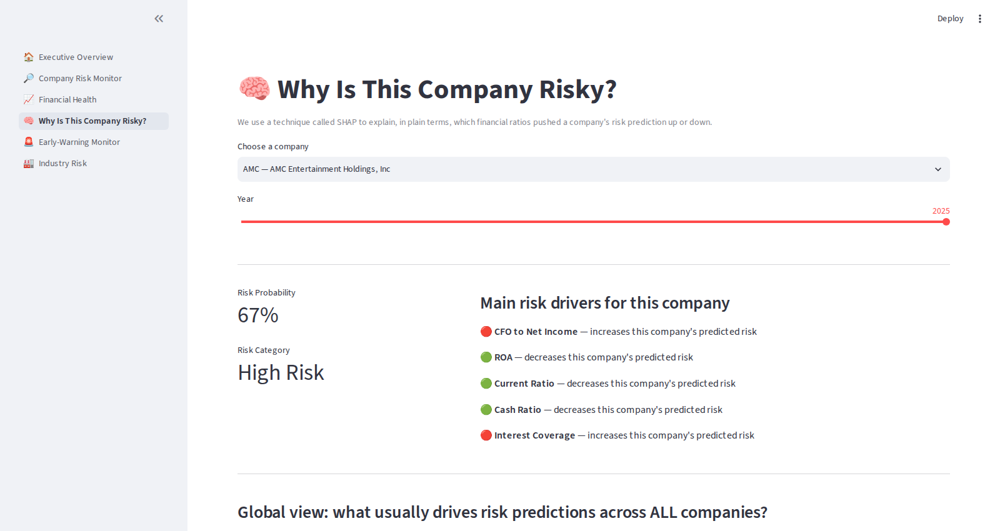 Deploy
🏠 Executive Overview
🔎 Company Risk Monitor
📈 Financial Health
🧠 Why Is This Company Risky?
🚨 Early-Warning Monitor
🏭 Industry Risk
🧠 Why Is This Company Risky?
We use a technique called SHAP to explain, in plain terms, which financial ratios pushed a company's risk prediction up or down.
Choose a company
AMC — AMC Entertainment Holdings, Inc
Year
2025
Risk Probability
67%
Risk Category
High Risk
Main risk drivers for this company
🔴 CFO to Net Income — increases this company's predicted risk
🟢 ROA — decreases this company's predicted risk
🟢 Current Ratio — decreases this company's predicted risk
🟢 Cash Ratio — decreases this company's predicted risk
🔴 Interest Coverage — increases this company's predicted risk
Global view: what usually drives risk predictions across ALL companies?